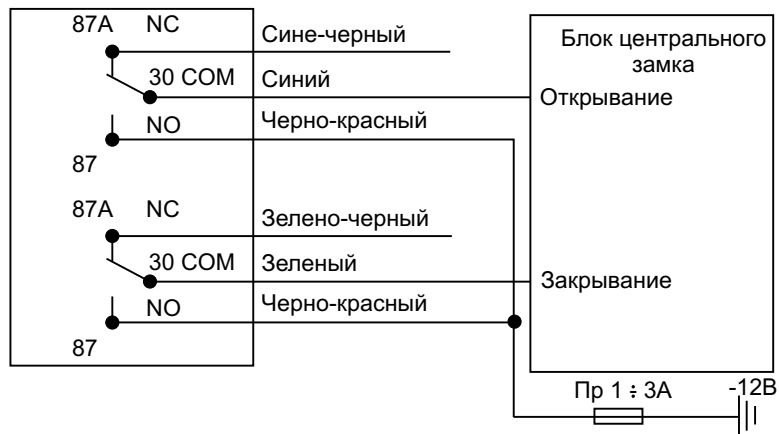 87A NC
Сине-черный
30 COM
Синий
NO
Черно-красный
87
87A NC
Зелено-черный
30 COM
Зеленый
NO
Черно-красный
87
Блок центрального
замка
Открывание
Закрывание
Пр 1 ÷ 3А
-12В